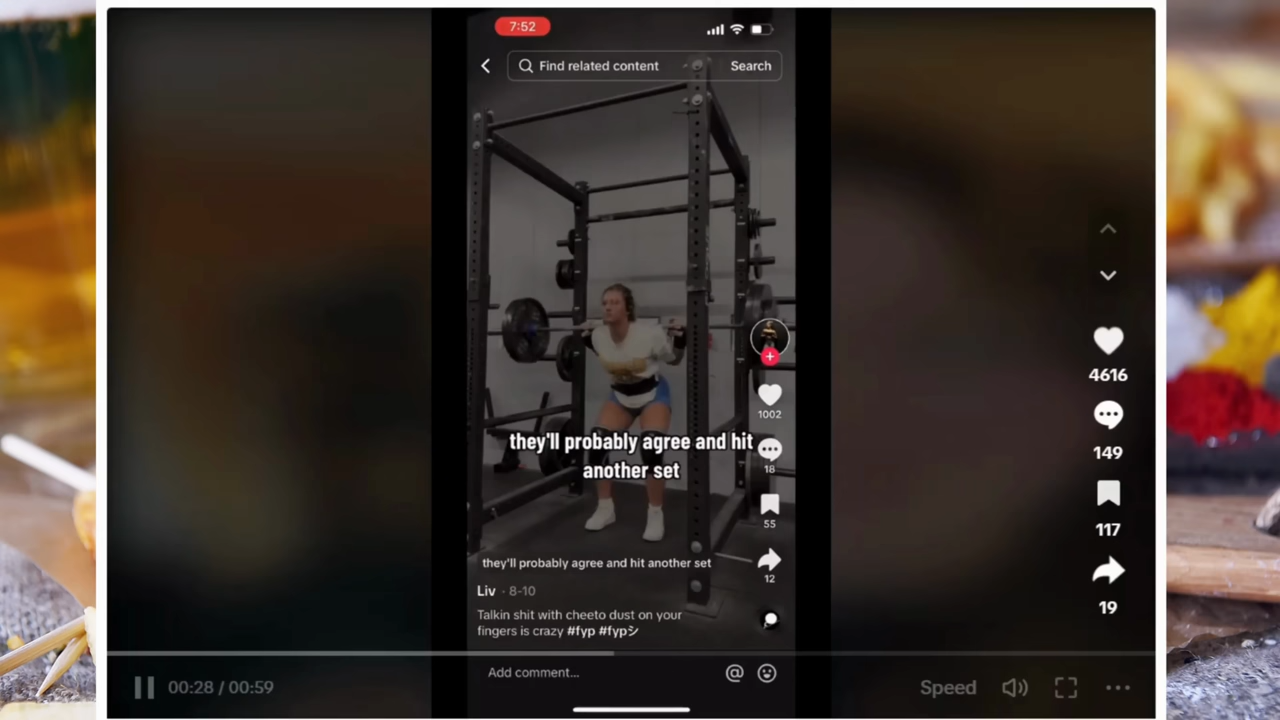 7:52
Find related content
Search
they'll probably agree and hit
another set
1002
18
55
12
they'll probably agree and hit another set
Liv · 8-10
Talkin shit with cheeto dust on your
fingers is crazy #fyp #fypシ
Add comment...
@
4616
149
117
19
00:28 / 00:59
Speed